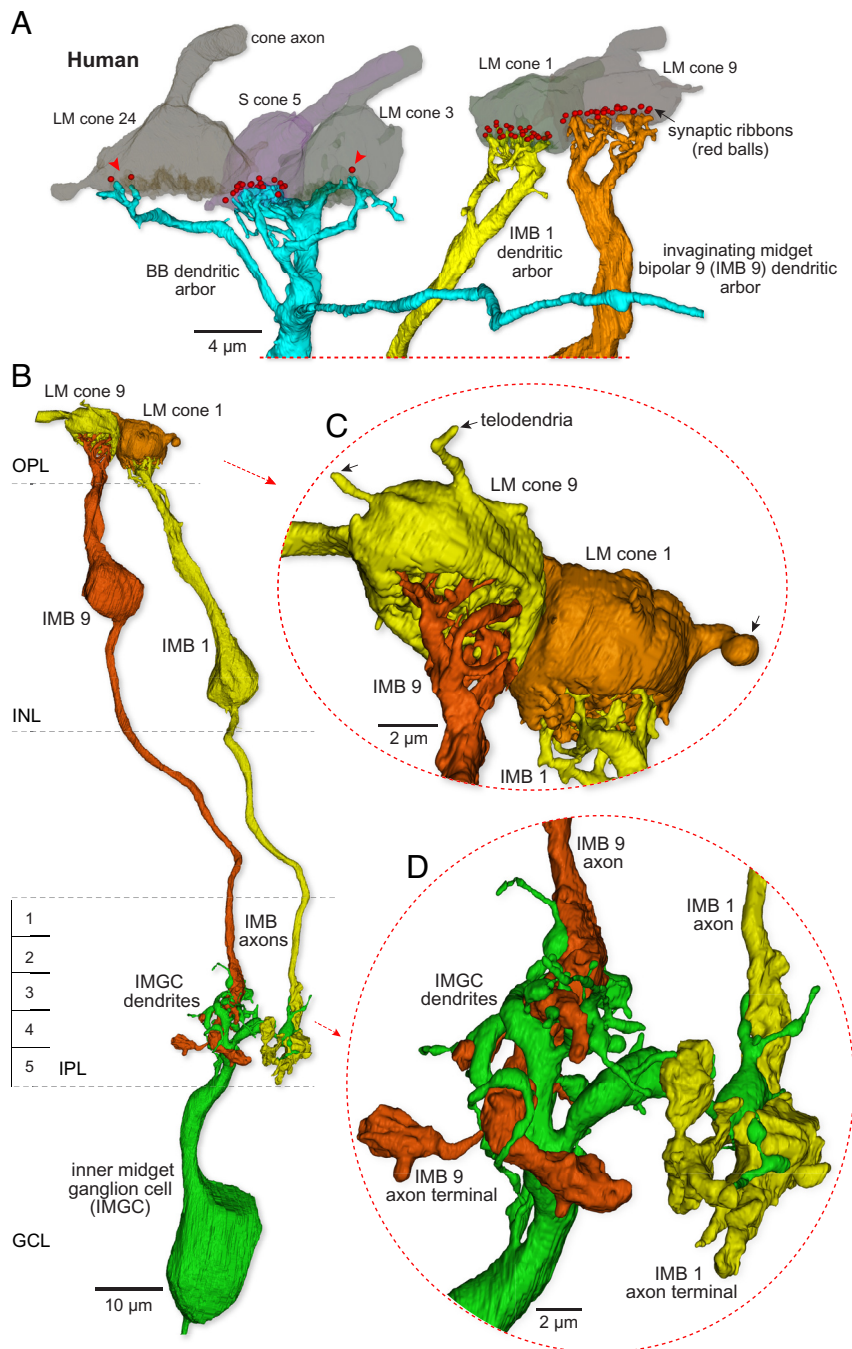 A
Human
cone axon
LM cone 24
S cone 5
LM cone 3
LM cone 1
LM cone 9
synaptic ribbons
(red balls)
BB dendritic
arbor
IMB 1
dendritic
arbor
invaginating midget
bipolar 9 (IMB 9) dendritic
arbor
4 µm
B
LM cone 9
LM cone 1
OPL
IMB 9
IMB 1
INL
1
2
3
4
5
IPL
IMB
axons
IMGC
dendrites
inner midget
ganglion cell
(IMGC)
GCL
10 µm
C
telodendria
LM cone 9
LM cone 1
IMB 9
2 µm
IMB 1
D
IMB 9
axon
IMB 1
axon
IMGC
dendrites
IMB 9
axon terminal
IMB 1
axon terminal
2 µm